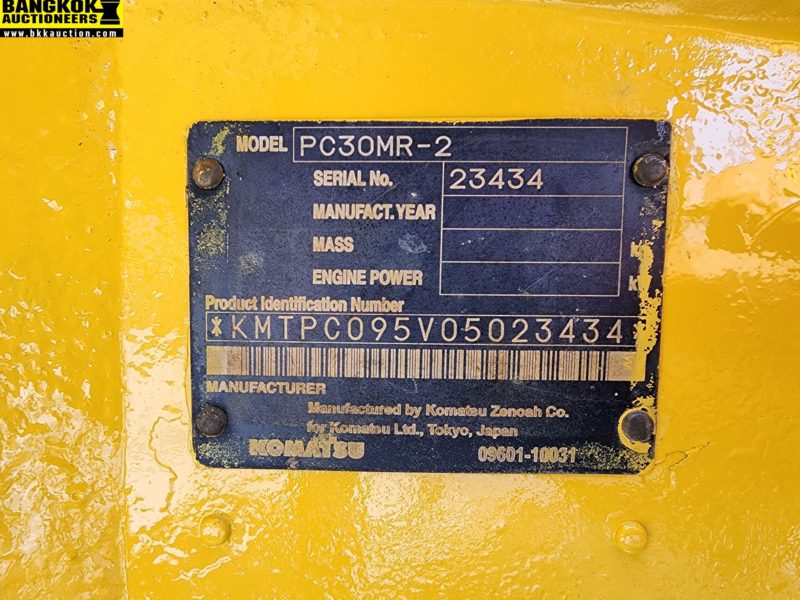 BANGKOK
AUCTIONEERS
www.bkkauction.com
MODEL PC30MR-2
SERIAL No. 23434
MANUFACT. YEAR
MASS k
ENGINE POWER k
Product Identification Number
*KMTPC095V05023434*
MANUFACTURER
Manufactured by Komatsu Zenoah Co.
for Komatsu Ltd., Tokyo, Japan
KOMATSU 09601-10031